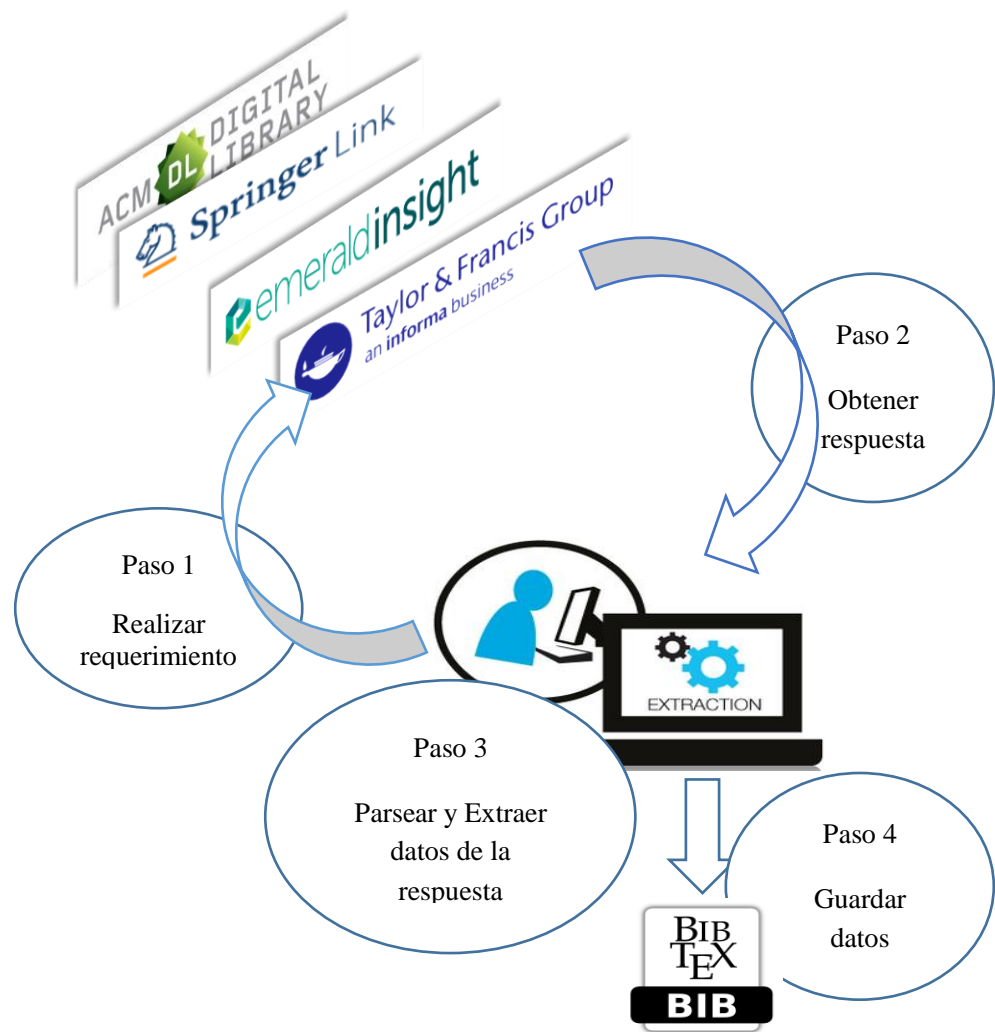 ACM DL DIGITAL
LIBRARY
Springer Link
emeraldinsight
Taylor & Francis Group
an informa business
Paso 2
Obtener
respuesta
Paso 1
Realizar
requerimiento
EXTRACTION
Paso 3
Parsear y Extraer
datos de la
respuesta
Paso 4
Guardar
datos
BIB
TEX
BIB